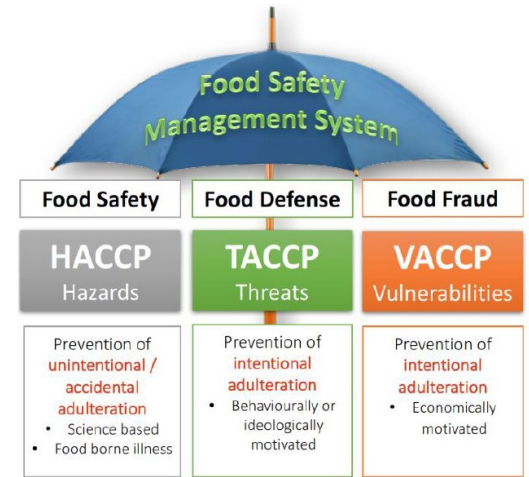 Food Safety
Management System
Food Safety
Food Defense
Food Fraud
HACCP
Hazards
TACCP
Threats
VACCP
Vulnerabilities
Prevention of
unintentional /
accidental
adulteration
• Science based
• Food borne illness
Prevention of
intentional
adulteration
• Behaviourally or
ideologically
motivated
Prevention of
intentional
adulteration
• Economically
motivated